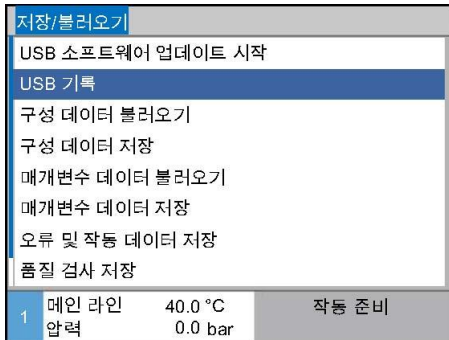 저장/불러오기
USB 소프트웨어 업데이트 시작
USB 기록
구성 데이터 불러오기
구성 데이터 저장
매개변수 데이터 불러오기
매개변수 데이터 저장
오류 및 작동 데이터 저장
품질 검사 저장
1 메인 라인 40.0 °C 작동 준비
압력 0.0 bar